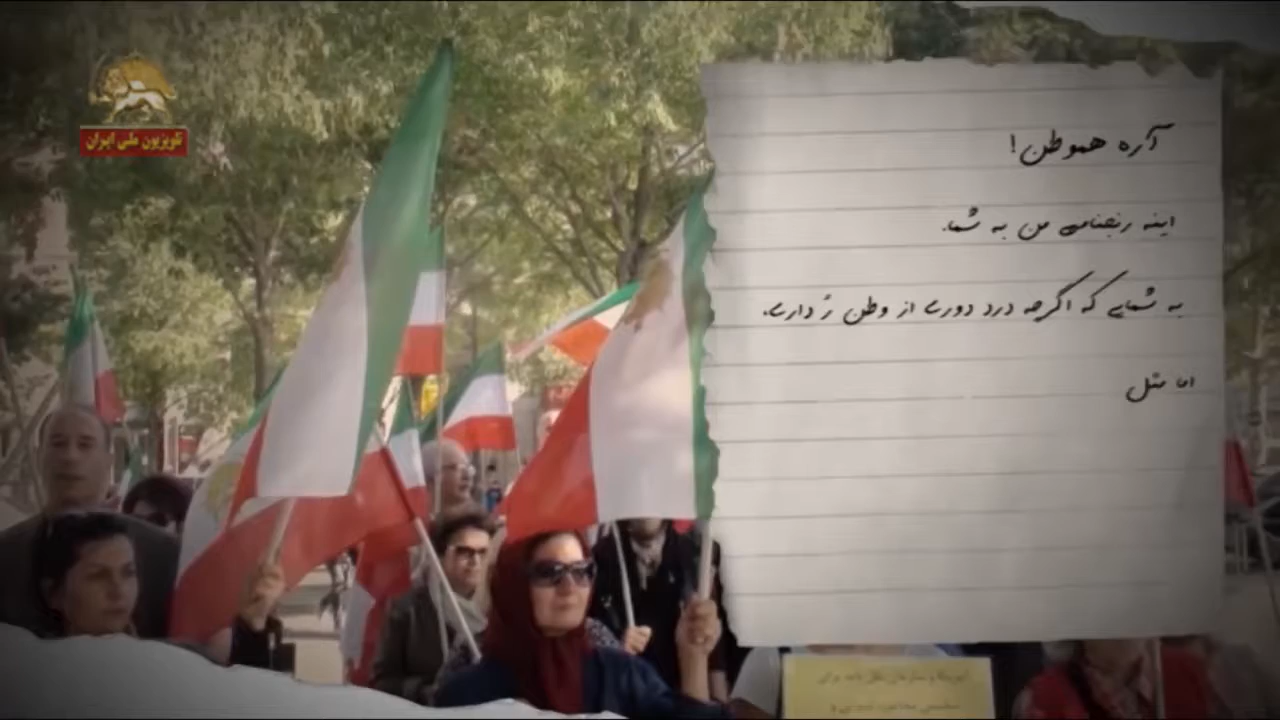 تلویزیون ملی ایران
آره هموطن!
اینه رنجنامه‌ی من به شما.
به شمایی که اگرچه درد دوری از وطن رُ داری.
اما مثل